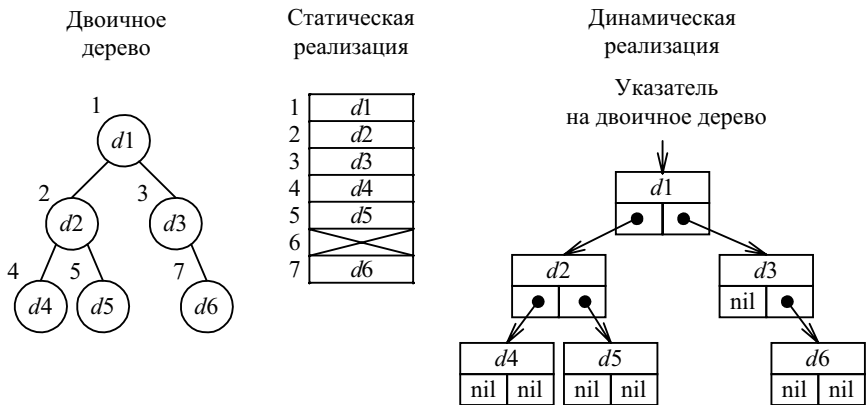 Двоичное
дерево
1
d1
2
3
d2
d3
4
5
7
d4
d5
d6
Статическая
реализация
1 d1
2 d2
3 d3
4 d4
5 d5
6
7 d6
Динамическая
реализация
Указатель
на двоичное дерево
d1
d2
d3
nil
d4
d5
d6
nil nil
nil nil
nil nil